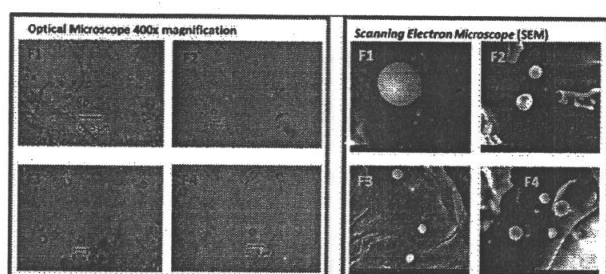 Optical Microscope 400x magnification
F1
F2
F3
F4
Scanning Electron Microscope (SEM)
F1
F2
F3
F4